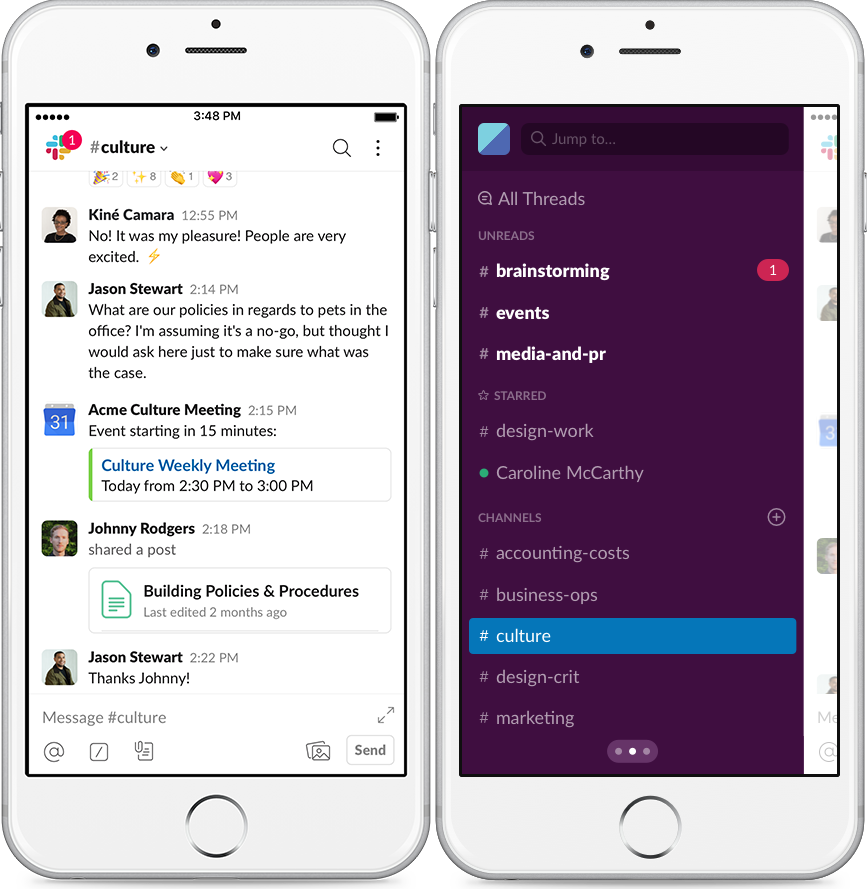 3:48 PM
1
#culture
2
8
1
3
Kiné Camara 12:55 PM
No! It was my pleasure! People are very
excited. ⚡
Jason Stewart 2:14 PM
What are our policies in regards to pets in the
office? I'm assuming it's a no-go, but thought I
would ask here just to make sure what was
the case.
31
Acme Culture Meeting 2:15 PM
Event starting in 15 minutes:
Culture Weekly Meeting
Today from 2:30 PM to 3:00 PM
Johnny Rodgers 2:18 PM
shared a post
Building Policies & Procedures
Last edited 2 months ago
Jason Stewart 2:22 PM
Thanks Johnny!
Message #culture
@ /
Send
Jump to...
All Threads
UNREADS
# brainstorming 1
# events
# media-and-pr
STARRED
# design-work
Caroline McCarthy
CHANNELS
# accounting-costs
# business-ops
# culture
# design-crit
# marketing
3
Me
@